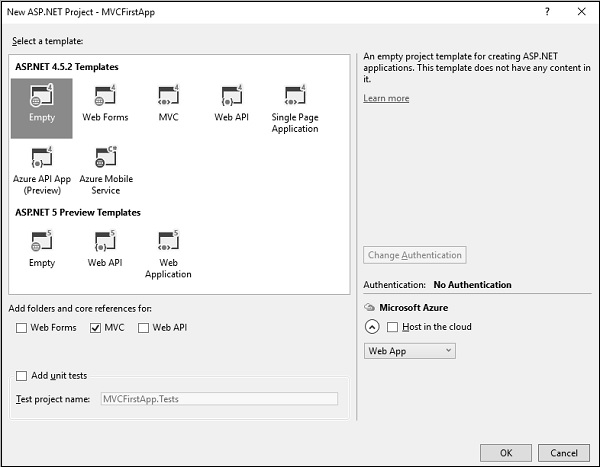 New ASP.NET Project - MVCFirstApp
? ×
Select a template:
ASP.NET 4.5.2 Templates
Empty Web Forms MVC Web API Single Page
Application
Azure API App Azure Mobile
(Preview) Service
ASP.NET 5 Preview Templates
Empty Web API Web
Application
An empty project template for creating ASP.NET
applications. This template does not have any content in
it.
Learn more
Change Authentication
Authentication: No Authentication
Microsoft Azure
Host in the cloud
Web App
Add folders and core references for:
Web Forms MVC Web API
Add unit tests
Test project name: MVCFirstApp.Tests
OK Cancel